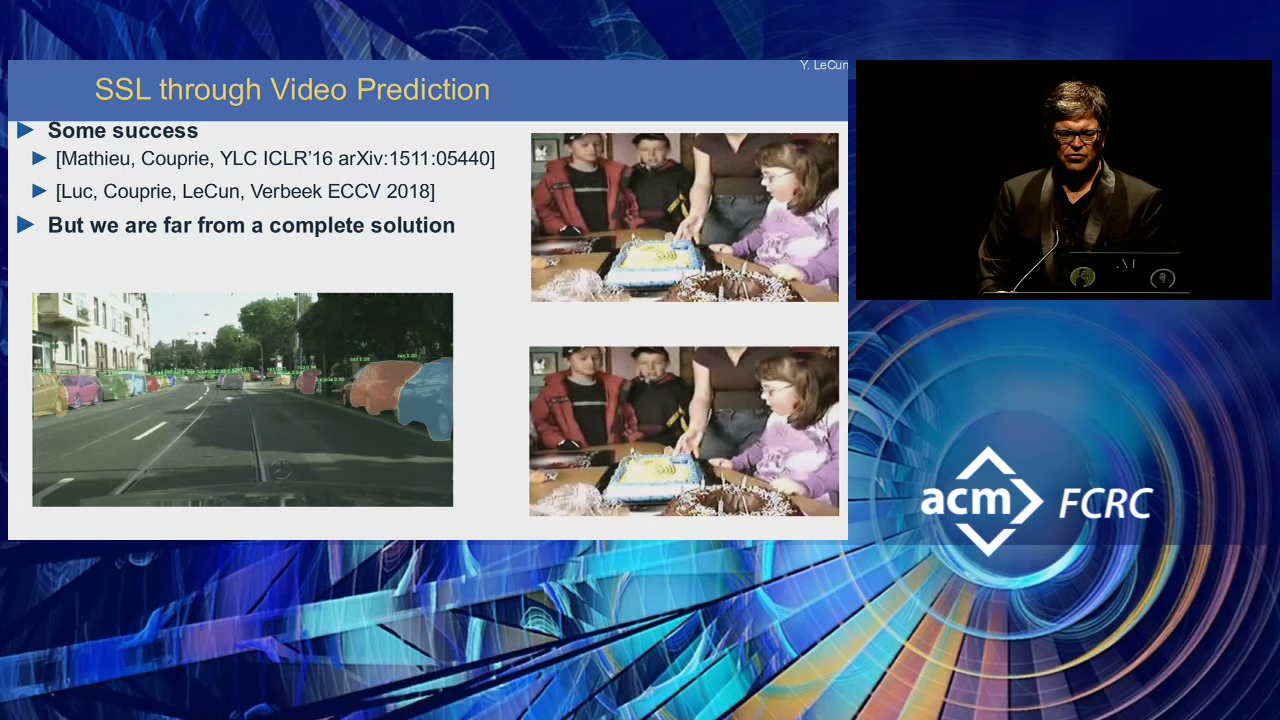 Y. LeCun
SSL through Video Prediction
Some success
[Mathieu, Couprie, YLC ICLR’16 arXiv:1511:05440]
[Luc, Couprie, LeCun, Verbeek ECCV 2018]
But we are far from a complete solution
acm FCRC